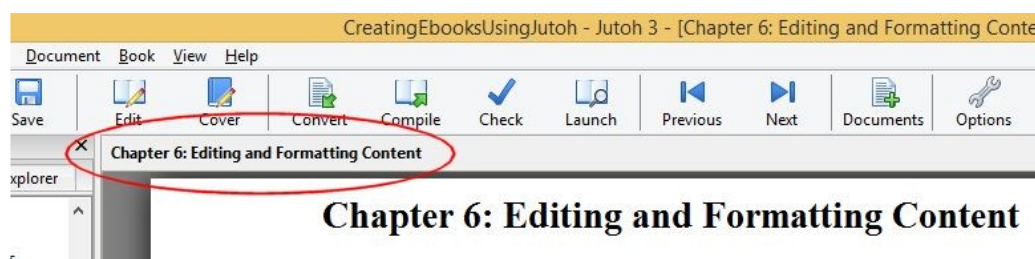 CreatingEbooksUsingJutoh - Jutoh 3 - [Chapter 6: Editing and Formatting Conte
Document Book View Help
Save Edit Cover Convert Compile Check Launch Previous Next Documents Options
Chapter 6: Editing and Formatting Content
xplorer
Chapter 6: Editing and Formatting Content